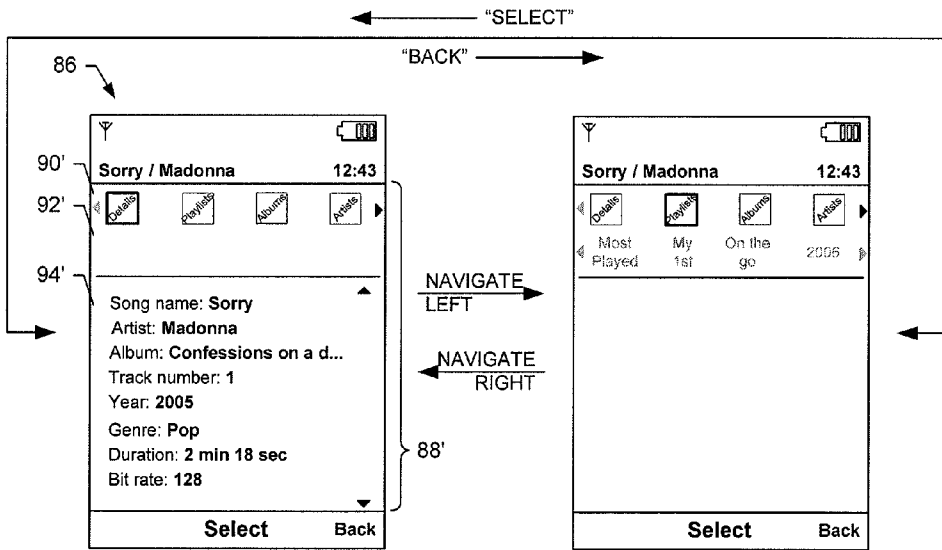 “SELECT”
“BACK”
86
Sorry / Madonna 12:43
90'
92'
94'
Details Playlists Albums Artists
Song name: Sorry
Artist: Madonna
Album: Confessions on a d...
Track number: 1
Year: 2005
Genre: Pop
Duration: 2 min 18 sec
Bit rate: 128
88'
Select Back
NAVIGATE
LEFT
NAVIGATE
RIGHT
Sorry / Madonna 12:43
Details Playlists Albums Artists
Most My On the 2006
Played 1st go
Select Back